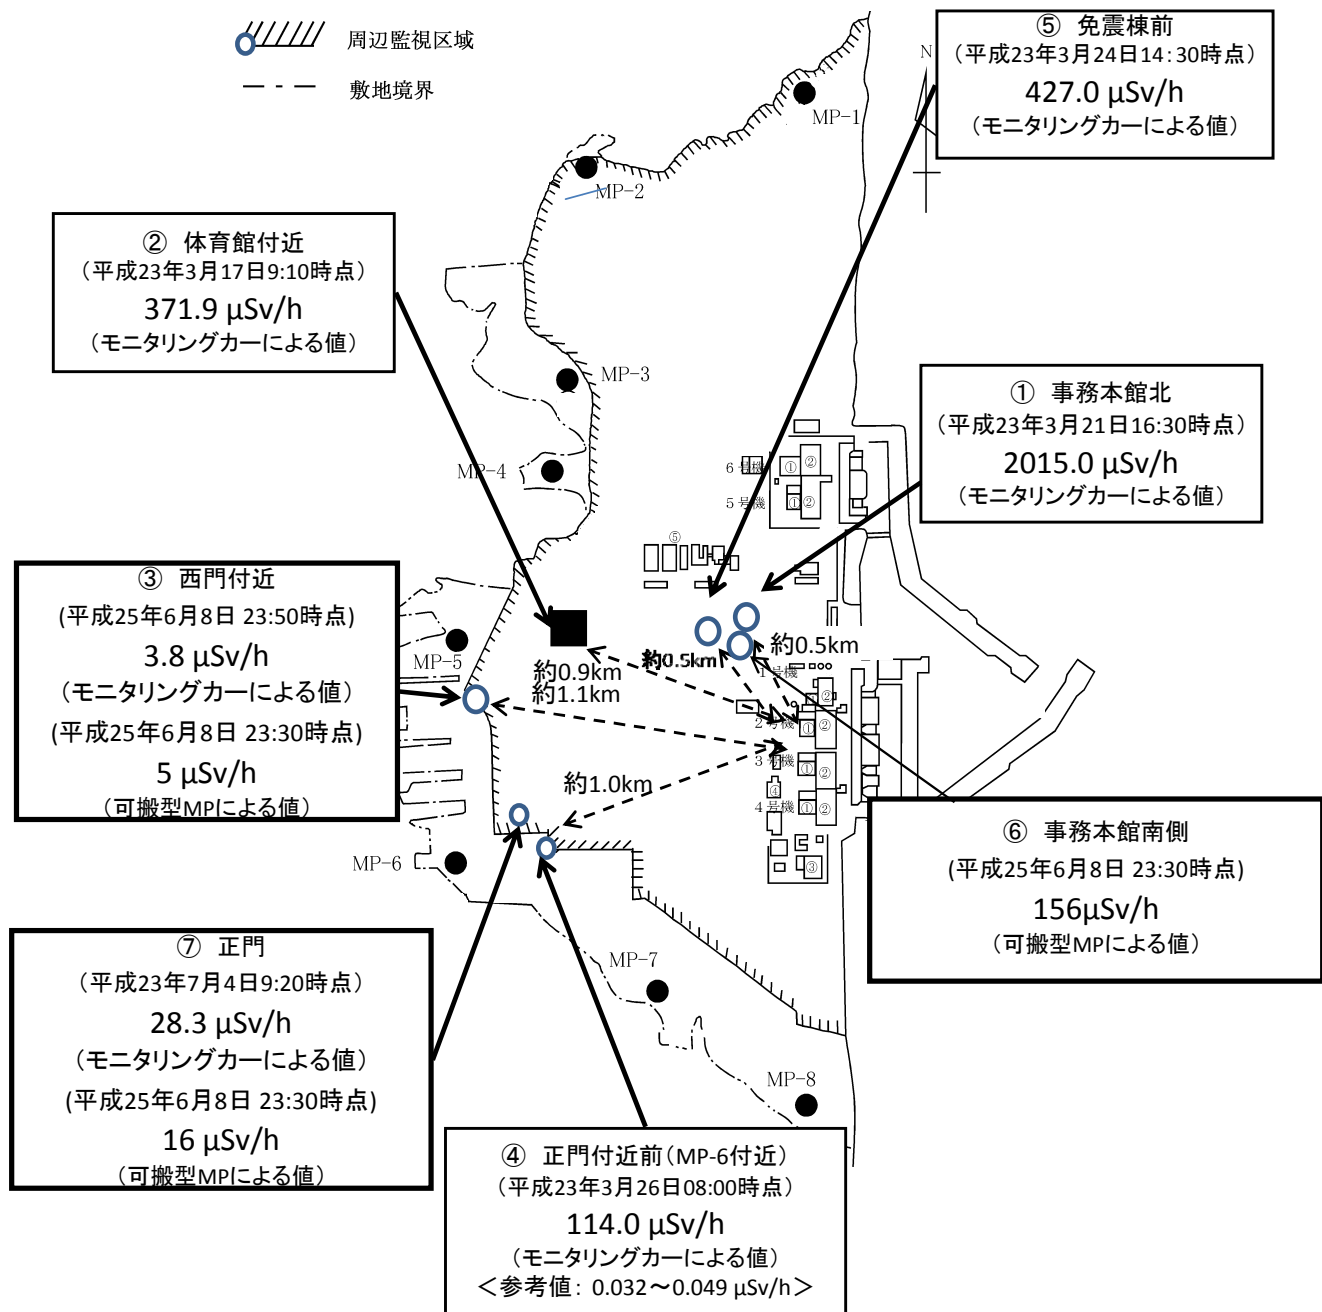 周辺監視区域
敷地境界
⑤ 免震棟前
（平成23年3月24日14:30時点）
427.0 μSv/h
（モニタリングカーによる値）
N
MP-1
MP-2
② 体育館付近
（平成23年3月17日9:10時点）
371.9 μSv/h
（モニタリングカーによる値）
MP-3
MP-4
① 事務本館北
（平成23年3月21日16:30時点）
2015.0 μSv/h
（モニタリングカーによる値）
6号機
① ②
5号機
① ②
⑤
③ 西門付近
(平成25年6月8日 23:50時点)
3.8 μSv/h
（モニタリングカーによる値）
(平成25年6月8日 23:30時点)
5 μSv/h
（可搬型MPによる値）
MP-5
約0.9km
約1.1km
約0.5km
約0.5km
1号機
②
2号機
① ②
3号機
① ②
④
4号機
① ②
③
約1.0km
MP-6
⑥ 事務本館南側
(平成25年6月8日 23:30時点)
156μSv/h
（可搬型MPによる値）
⑦ 正門
（平成23年7月4日9:20時点）
28.3 μSv/h
（モニタリングカーによる値）
(平成25年6月8日 23:30時点)
16 μSv/h
（可搬型MPによる値）
MP-7
MP-8
④ 正門付近前（MP-6付近）
（平成23年3月26日08:00時点）
114.0 μSv/h
（モニタリングカーによる値）
＜参考値: 0.032～0.049 μSv/h＞